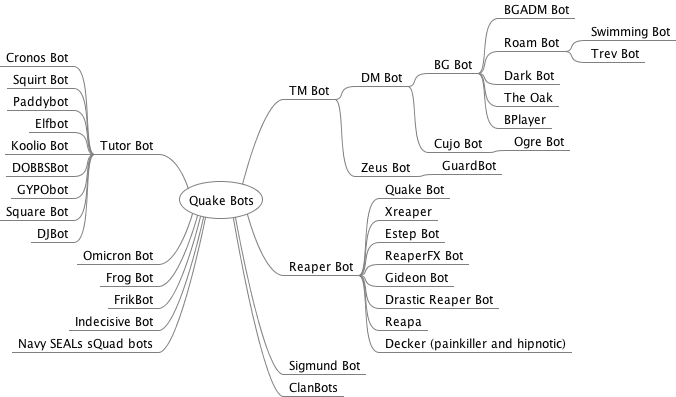 Quake Bots
Tutor Bot
Cronos Bot
Squirt Bot
Paddybot
Elfbot
Koolio Bot
DOBBSBot
GYPObot
Square Bot
DJBot
Omicron Bot
Frog Bot
FrikBot
Indecisive Bot
Navy SEALs sQuad bots
TM Bot
DM Bot
BG Bot
BGADM Bot
Roam Bot
Swimming Bot
Trev Bot
Dark Bot
The Oak
BPlayer
Cujo Bot
Ogre Bot
Zeus Bot
GuardBot
Reaper Bot
Quake Bot
Xreaper
Estep Bot
ReaperFX Bot
Gideon Bot
Drastic Reaper Bot
Reapa
Decker (painkiller and hipnotic)
Sigmund Bot
ClanBots